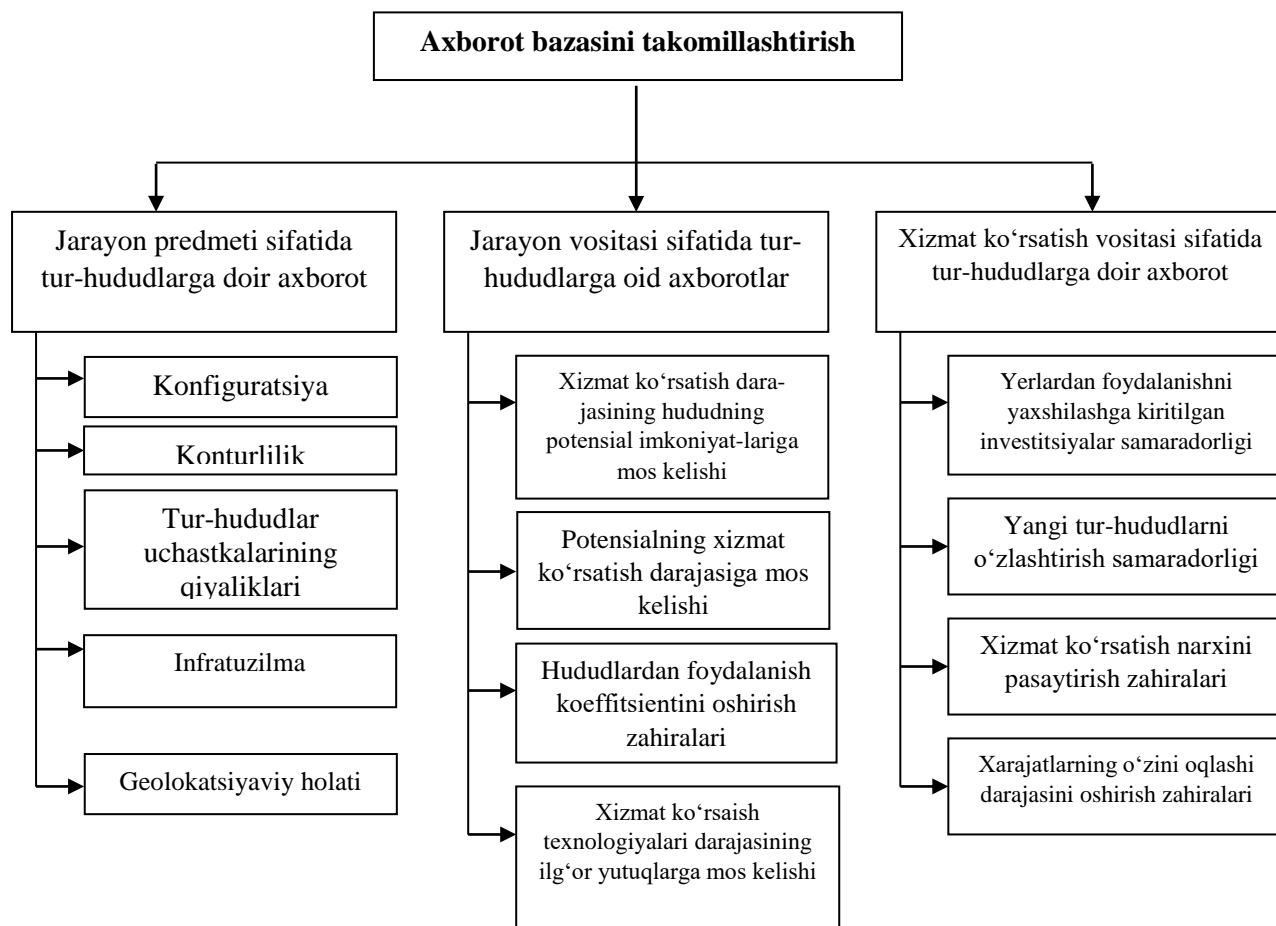 Axborot bazasini takomillashtirish
Jarayon predmeti sifatida
tur-hududlarga doir axborot
Konfiguratsiya
Konturlilik
Tur-hududlar
uchastkalarining
qiyaliklari
Infratuzilma
Geolokatsiyaviy holati
Jarayon vositasi sifatida tur-
hududlarga oid axborotlar
Xizmat ko‘rsatish dara-
jasining hududning
potensial imkoniyat-lariga
mos kelishi
Potensialning xizmat
ko‘rsatish darajasiga mos
kelishi
Hududlardan foydalanish
koeffitsientini oshirish
zahiralari
Xizmat ko‘rsaish
texnologiyalari darajasining
ilg‘or yutuqlarga mos kelishi
Xizmat ko‘rsatish vositasi sifatida
tur-hududlarga doir axborot
Yerlardan foydalanishni
yaxshilashga kiritilgan
investitsiyalar samaradorligi
Yangi tur-hududlarni
o‘zlashtirish samaradorligi
Xizmat ko‘rsatish narxini
pasaytirish zahiralari
Xarajatlarning o‘zini oqlashi
darajasini oshirish zahiralari